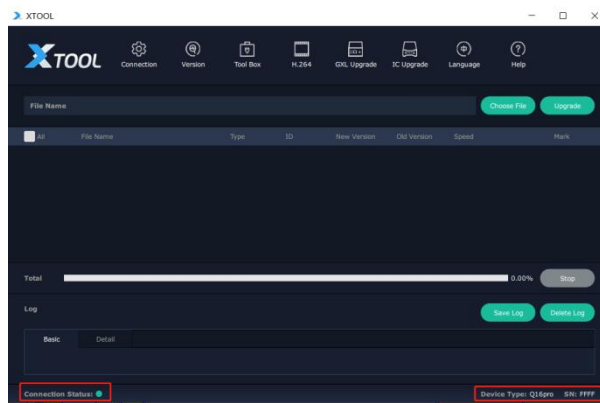 XTOOL
XTOOL
Connection
Version
Tool Box
H.264
GXL Upgrade
IC Upgrade
Language
Help
File Name
Choose File
Upgrade
All File Name Type ID New Version Old Version Speed Mark
Total 0.00% Stop
Log
Save Log
Delete Log
Basic Detail
Connection Status:
Device Type: Q16pro SN: FFFF